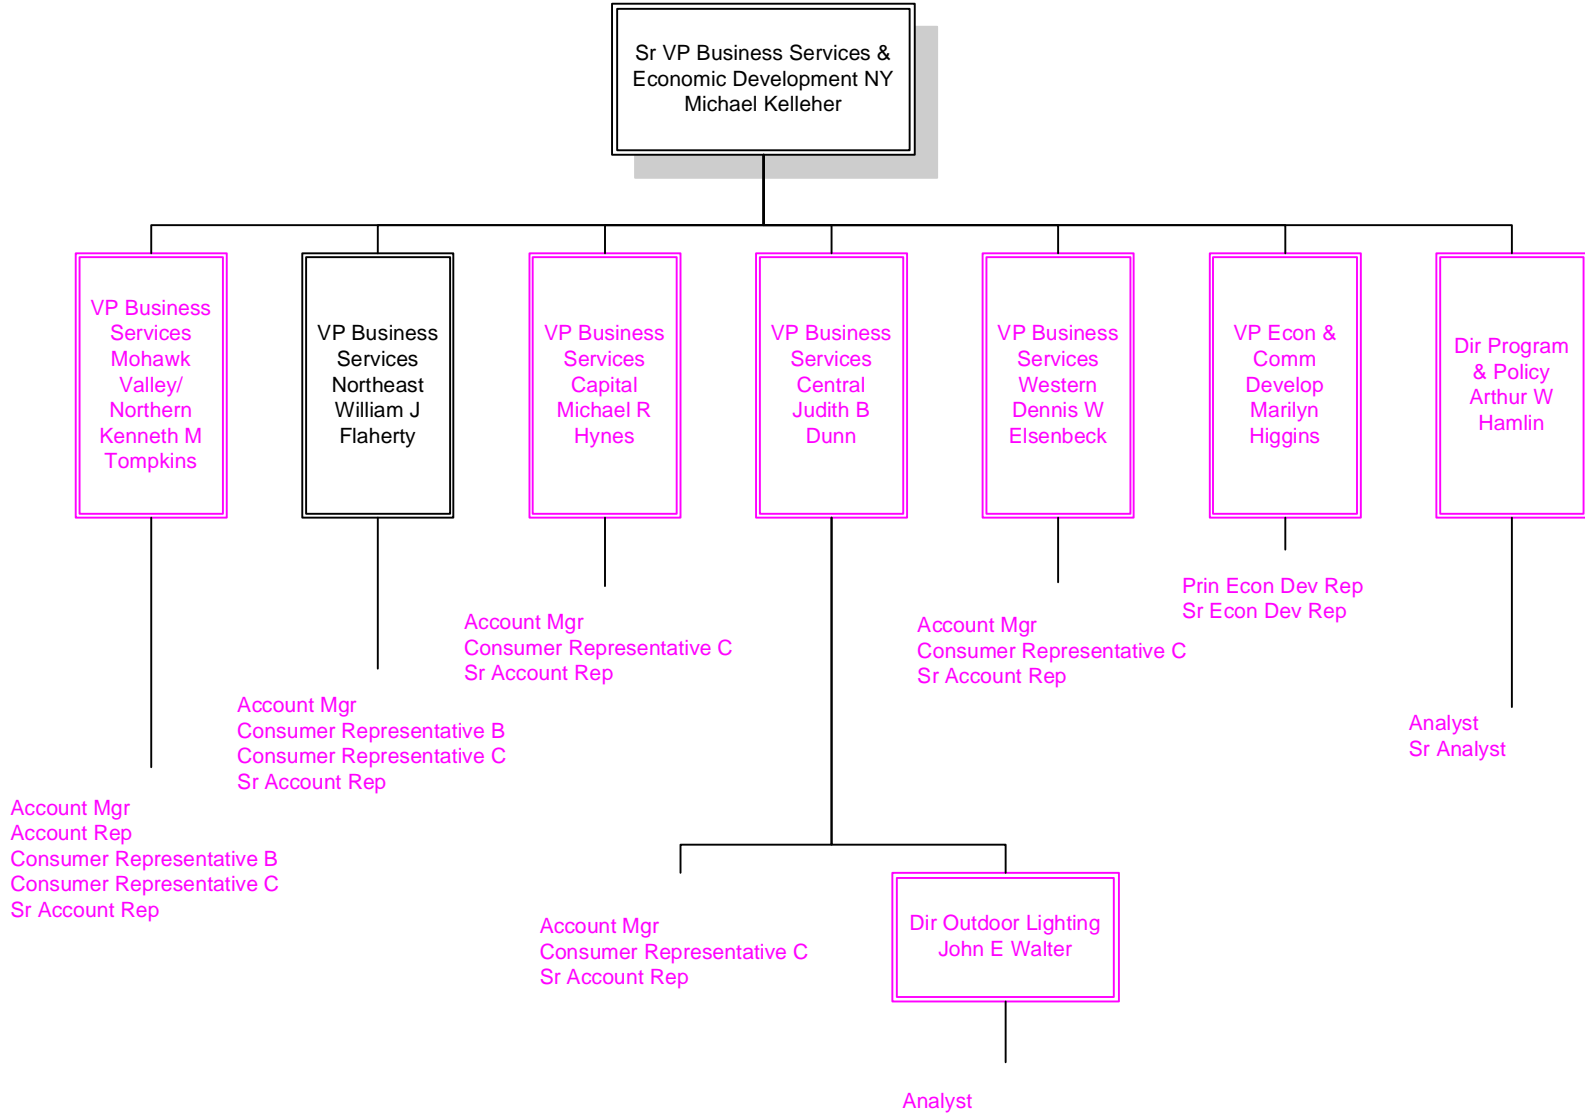 Sr VP Business Services &
Economic Development NY
Michael Kelleher
VP Business
Services
Mohawk
Valley/
Northern
Kenneth M
Tompkins
VP Business
Services
Northeast
William J
Flaherty
VP Business
Services
Capital
Michael R
Hynes
VP Business
Services
Central
Judith B
Dunn
VP Business
Services
Western
Dennis W
Elsenbeck
VP Econ &
Comm
Develop
Marilyn
Higgins
Dir Program
& Policy
Arthur W
Hamlin
Account Mgr
Account Rep
Consumer Representative B
Consumer Representative C
Sr Account Rep
Account Mgr
Consumer Representative B
Consumer Representative C
Sr Account Rep
Account Mgr
Consumer Representative C
Sr Account Rep
Account Mgr
Consumer Representative C
Sr Account Rep
Dir Outdoor Lighting
John E Walter
Analyst
Account Mgr
Consumer Representative C
Sr Account Rep
Prin Econ Dev Rep
Sr Econ Dev Rep
Analyst
Sr Analyst